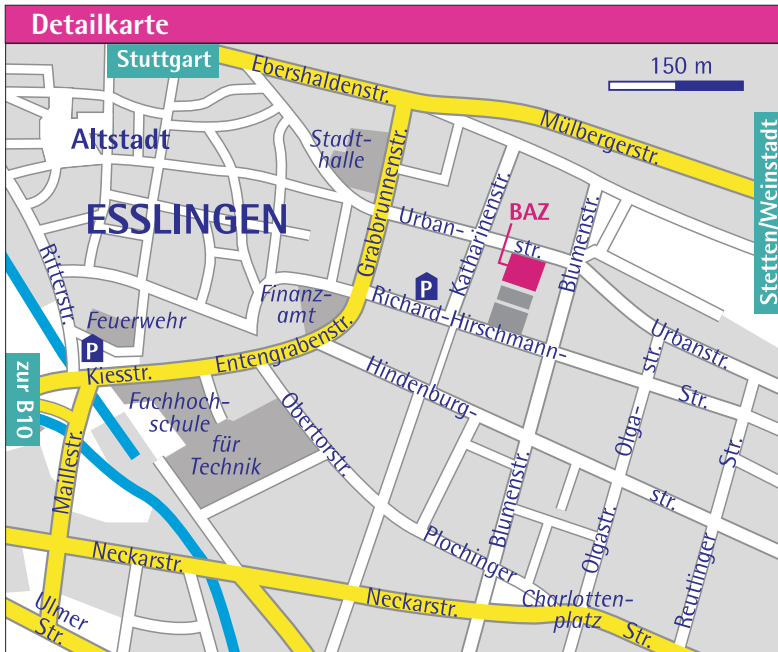 Detailkarte
Stuttgart
Ebershaldenstr.
150 m
Mülbergerstr.
Stetten/Weinstadt
Altstadt
Stadt-
halle
Grabbrunnenstr.
ESSLINGEN
Urban-
str.
Katharinenstr.
BAZ
Blumenstr.
Ritterstr.
Finanz-
amt
P
Richard-Hirschmann-
Str.
Feuerwehr
P
Urbanstr.
zur B10
Kiesstr.
Entengrabenstr.
Hindenburg-
str.
Fachhoch-
schule
für
Technik
Obertorstr.
Olga-
str.
Maillestr.
Blumenstr.
Olgastr.
Reutlinger
Str.
Plochinger
Neckarstr.
Neckarstr.
Charlotten-
platz
Str.
Ulmer
Str.